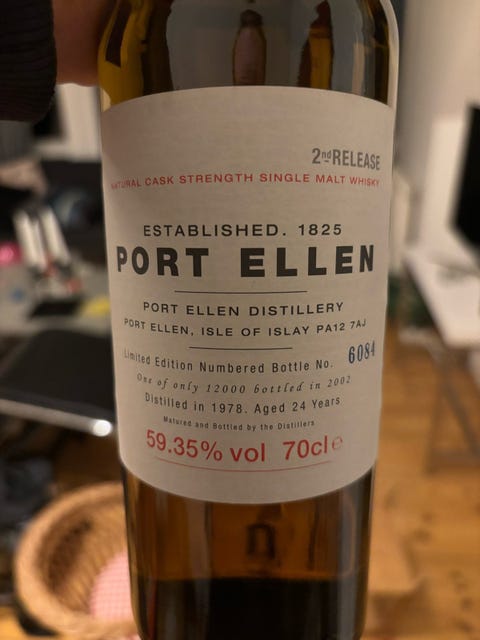 2nd RELEASE
NATURAL CASK STRENGTH SINGLE MALT WHISKY
ESTABLISHED. 1825
PORT ELLEN
PORT ELLEN DISTILLERY
PORT ELLEN, ISLE OF ISLAY PA12 7AJ
Limited Edition Numbered Bottle No. 6084
One of only 12000 bottled in 2002
Distilled in 1978. Aged 24 Years
Matured and Bottled by the Distillers
59.35% vol 70cl e